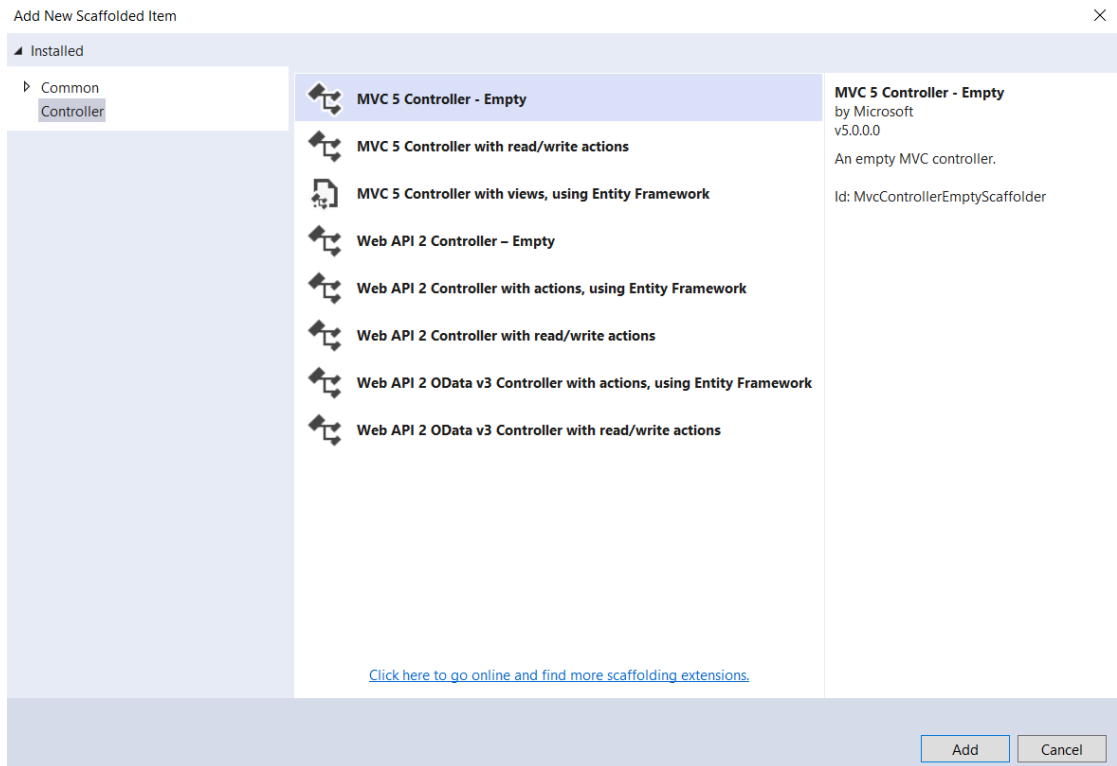 Add New Scaffolded Item
Installed
Common
Controller
MVC 5 Controller - Empty
MVC 5 Controller with read/write actions
MVC 5 Controller with views, using Entity Framework
Web API 2 Controller – Empty
Web API 2 Controller with actions, using Entity Framework
Web API 2 Controller with read/write actions
Web API 2 OData v3 Controller with actions, using Entity Framework
Web API 2 OData v3 Controller with read/write actions
Click here to go online and find more scaffolding extensions.
MVC 5 Controller - Empty
by Microsoft
v5.0.0.0
An empty MVC controller.
Id: MvcControllerEmptyScaffolder
Add
Cancel